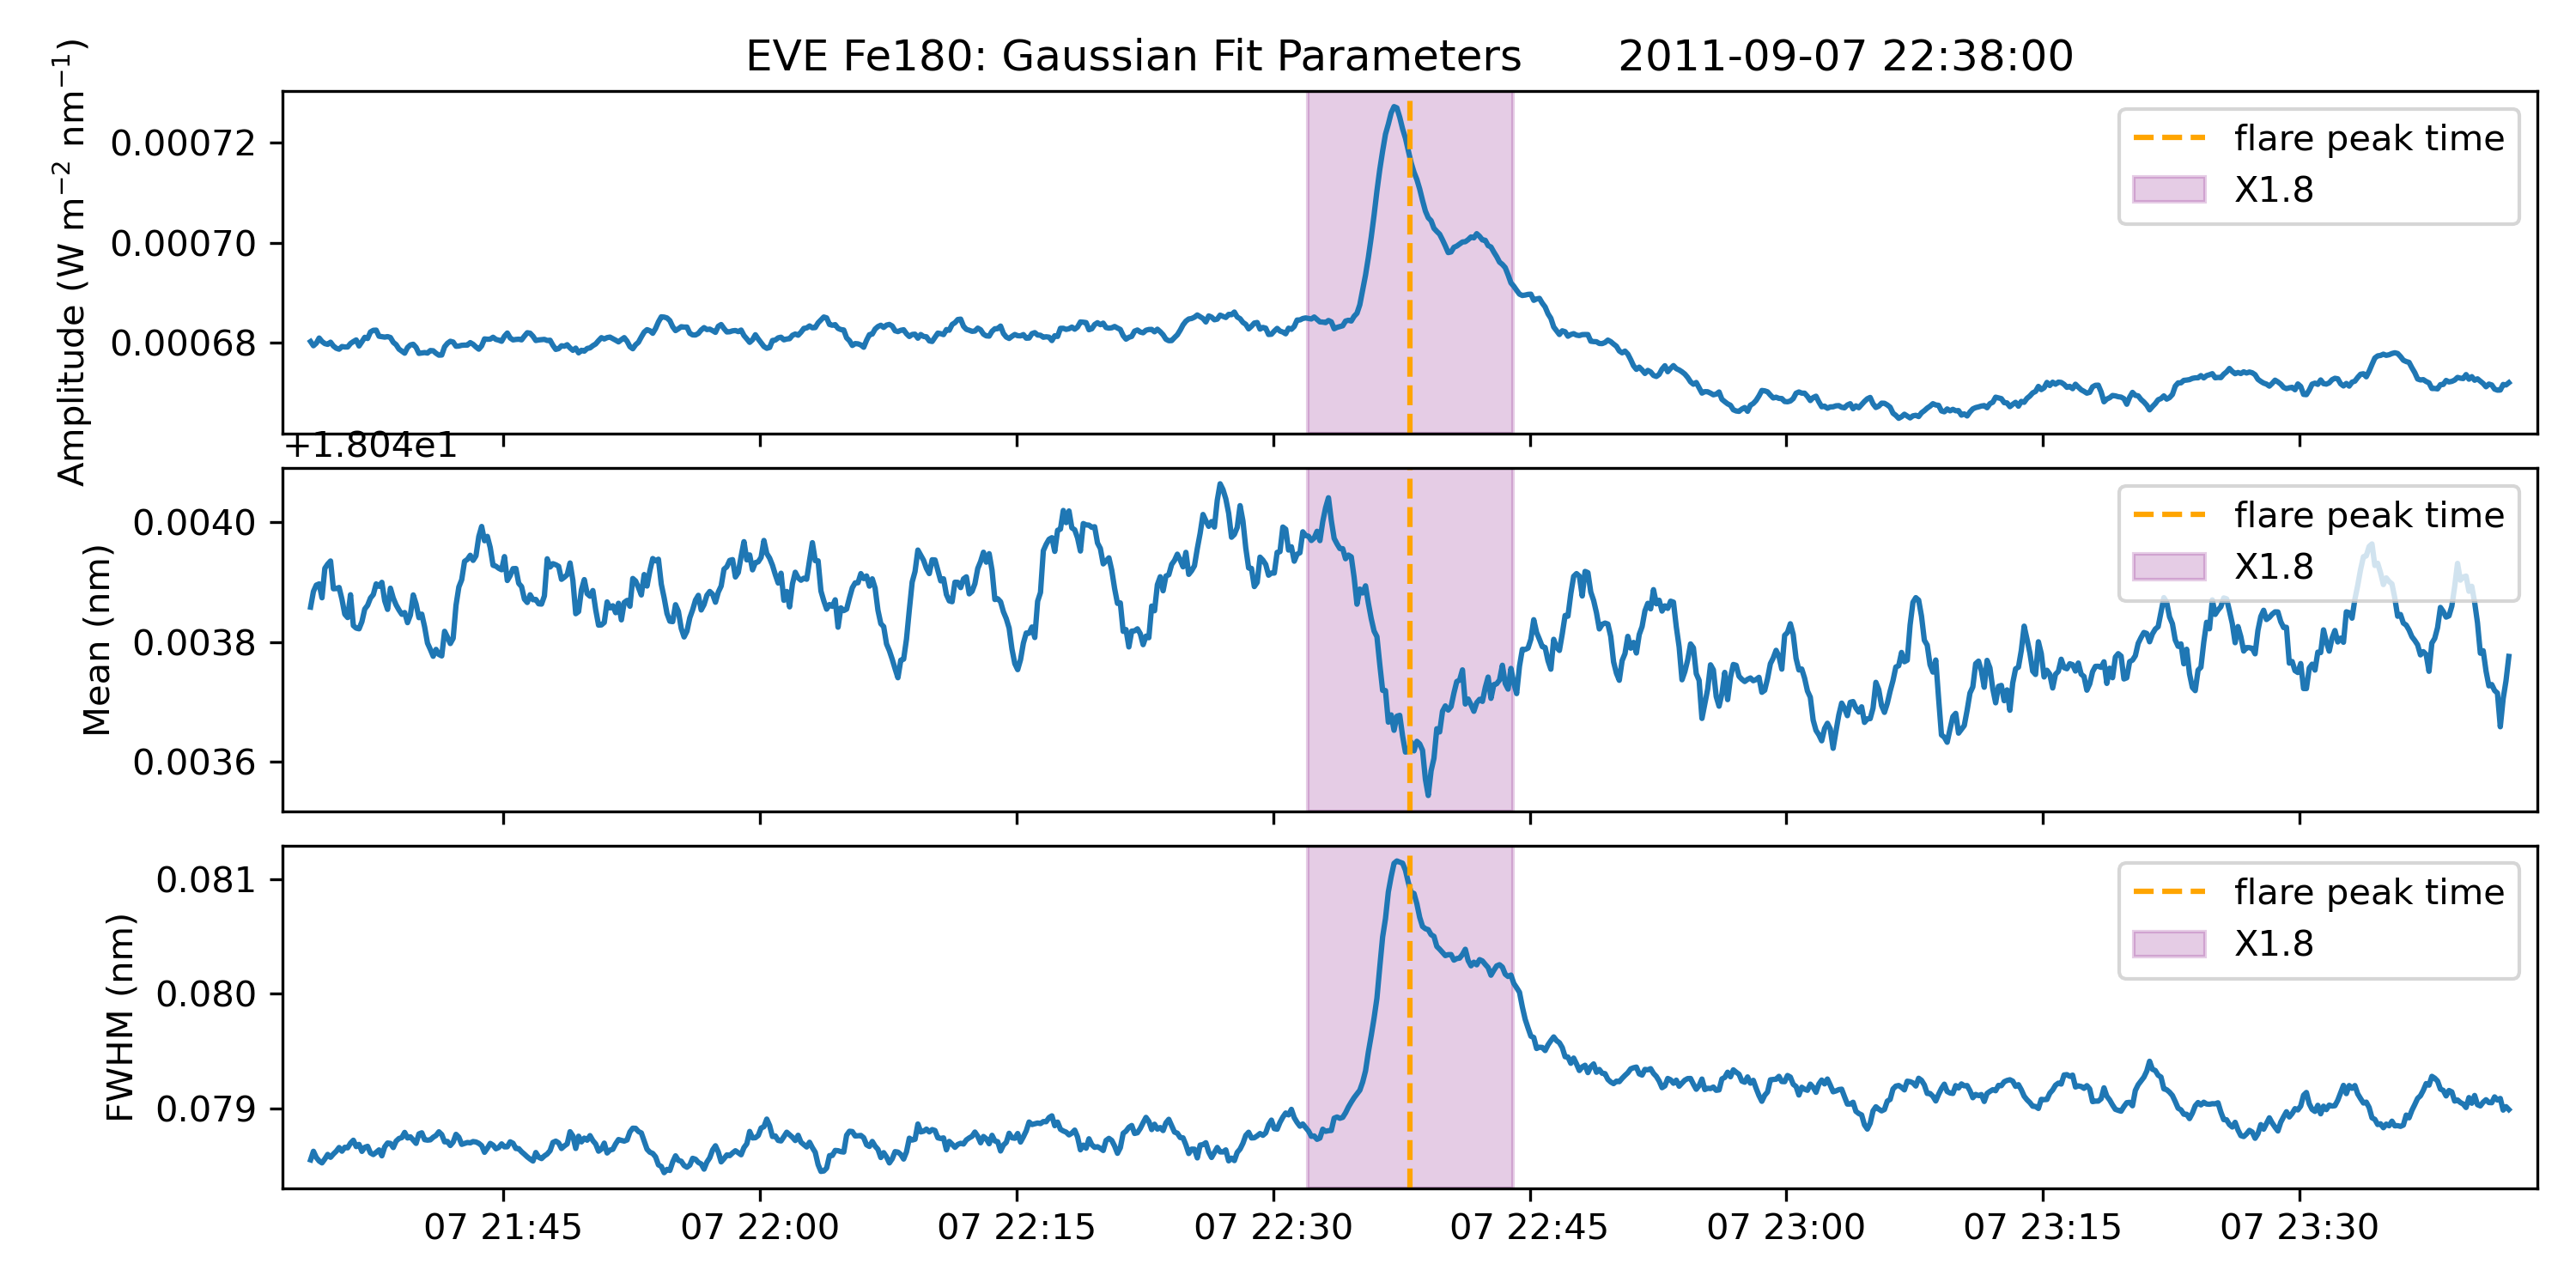 EVE Fe180: Gaussian Fit Parameters 2011-09-07 22:38:00
Amplitude (W m⁻² nm⁻¹)
0.00072
0.00070
0.00068
flare peak time
X1.8
+1.804e1
Mean (nm)
0.0040
0.0038
0.0036
flare peak time
X1.8
FWHM (nm)
0.081
0.080
0.079
flare peak time
X1.8
07 21:45 07 22:00 07 22:15 07 22:30 07 22:45 07 23:00 07 23:15 07 23:30